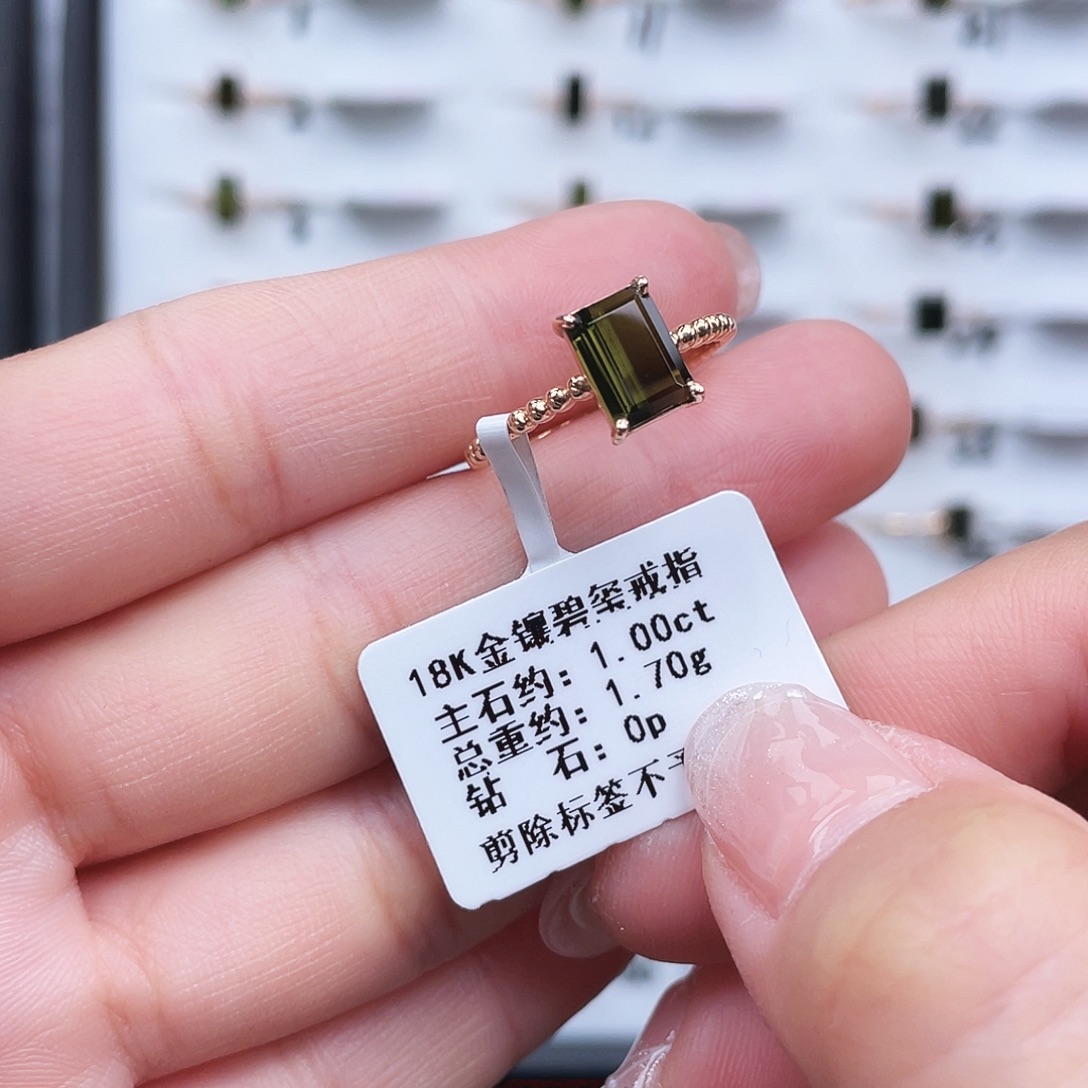 18K金镶碧玺戒指
主石约: 1.00ct
总重约: 1.70g
钻 石: 0p
剪除标签不